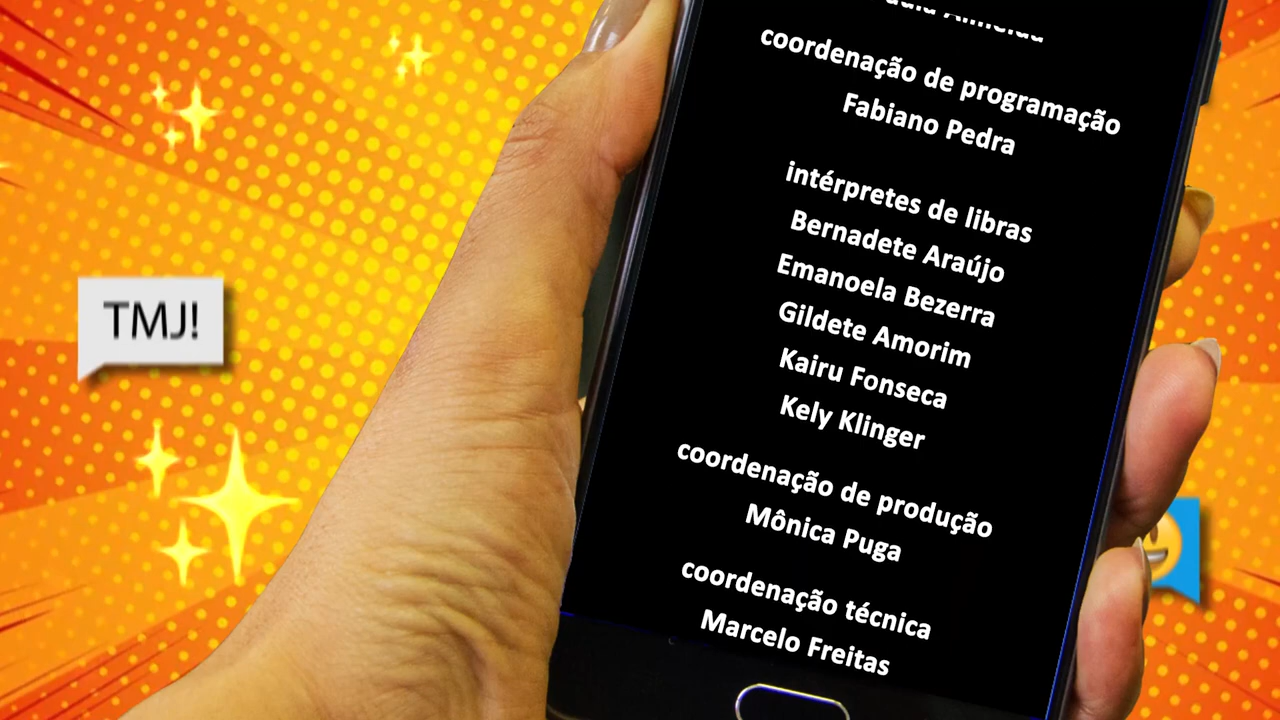 coordenação de programação
Fabiano Pedra
intérpretes de libras
Bernadete Araújo
Emanoela Bezerra
Gildete Amorim
Kairu Fonseca
Kely Klinger
coordenação de produção
Mônica Puga
coordenação técnica
Marcelo Freitas
TMJ!